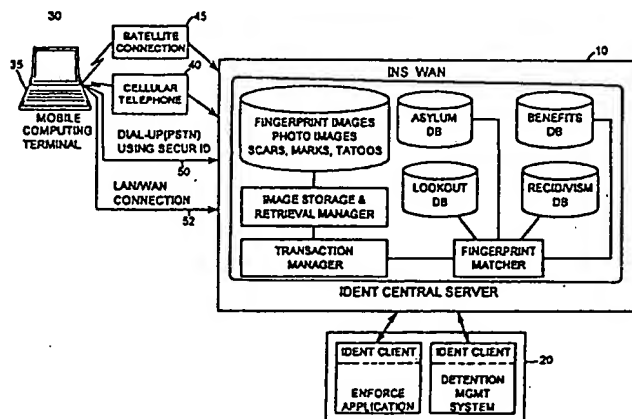 30
45
SATELLITE
CONNECTION
10
35
40
CELLULAR
TELEPHONE
INS WAN
MOBILE
COMPUTING
TERMINAL
FINGERPRINT IMAGES
PHOTO IMAGES
SCARS, MARKS, TATOOS
ASYLUM
DB
BENEFITS
DB
DIAL-UP(PSTN)
USING SECUR ID
50
LAN/WAN
CONNECTION
52
IMAGE STORAGE &
RETRIEVAL MANAGER
LOOKOUT
DB
RECIDIVISM
DB
TRANSACTION
MANAGER
FINGERPRINT
MATCHER
IDENT CENTRAL SERVER
20
IDENT CLIENT
ENFORCE
APPLICATION
IDENT CLIENT
DETENTION
MGMT
SYSTEM